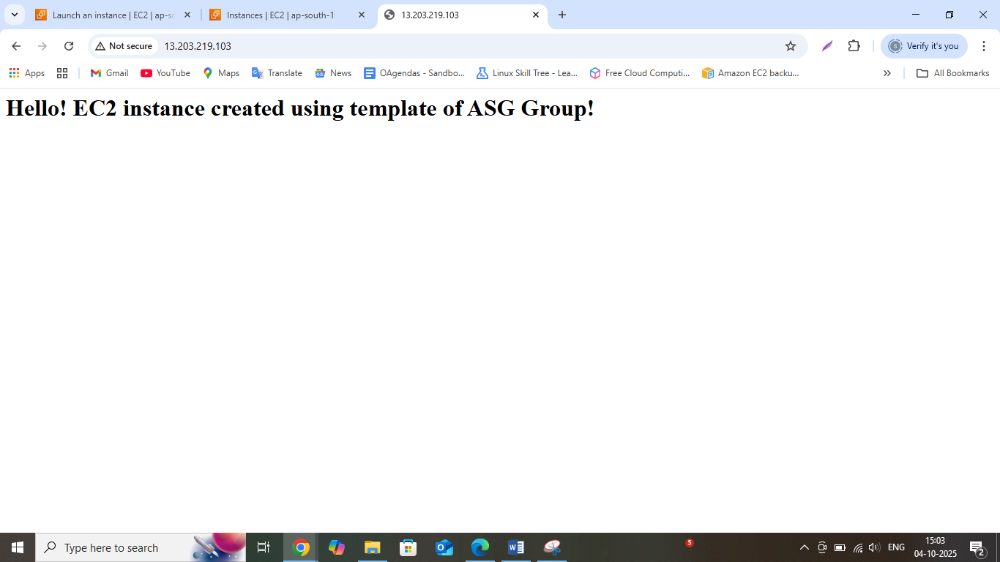 Launch an instance | EC2 | ap-so
Instances | EC2 | ap-south-1
13.203.219.103
Not secure
13.203.219.103
Verify it's you
Apps
Gmail
YouTube
Maps
Translate
News
OAgendas - Sandbo...
Linux Skill Tree - Lea...
Free Cloud Computi...
Amazon EC2 backu...
All Bookmarks
Hello! EC2 instance created using template of ASG Group!
Type here to search
5
ENG
15:03
04-10-2025
2